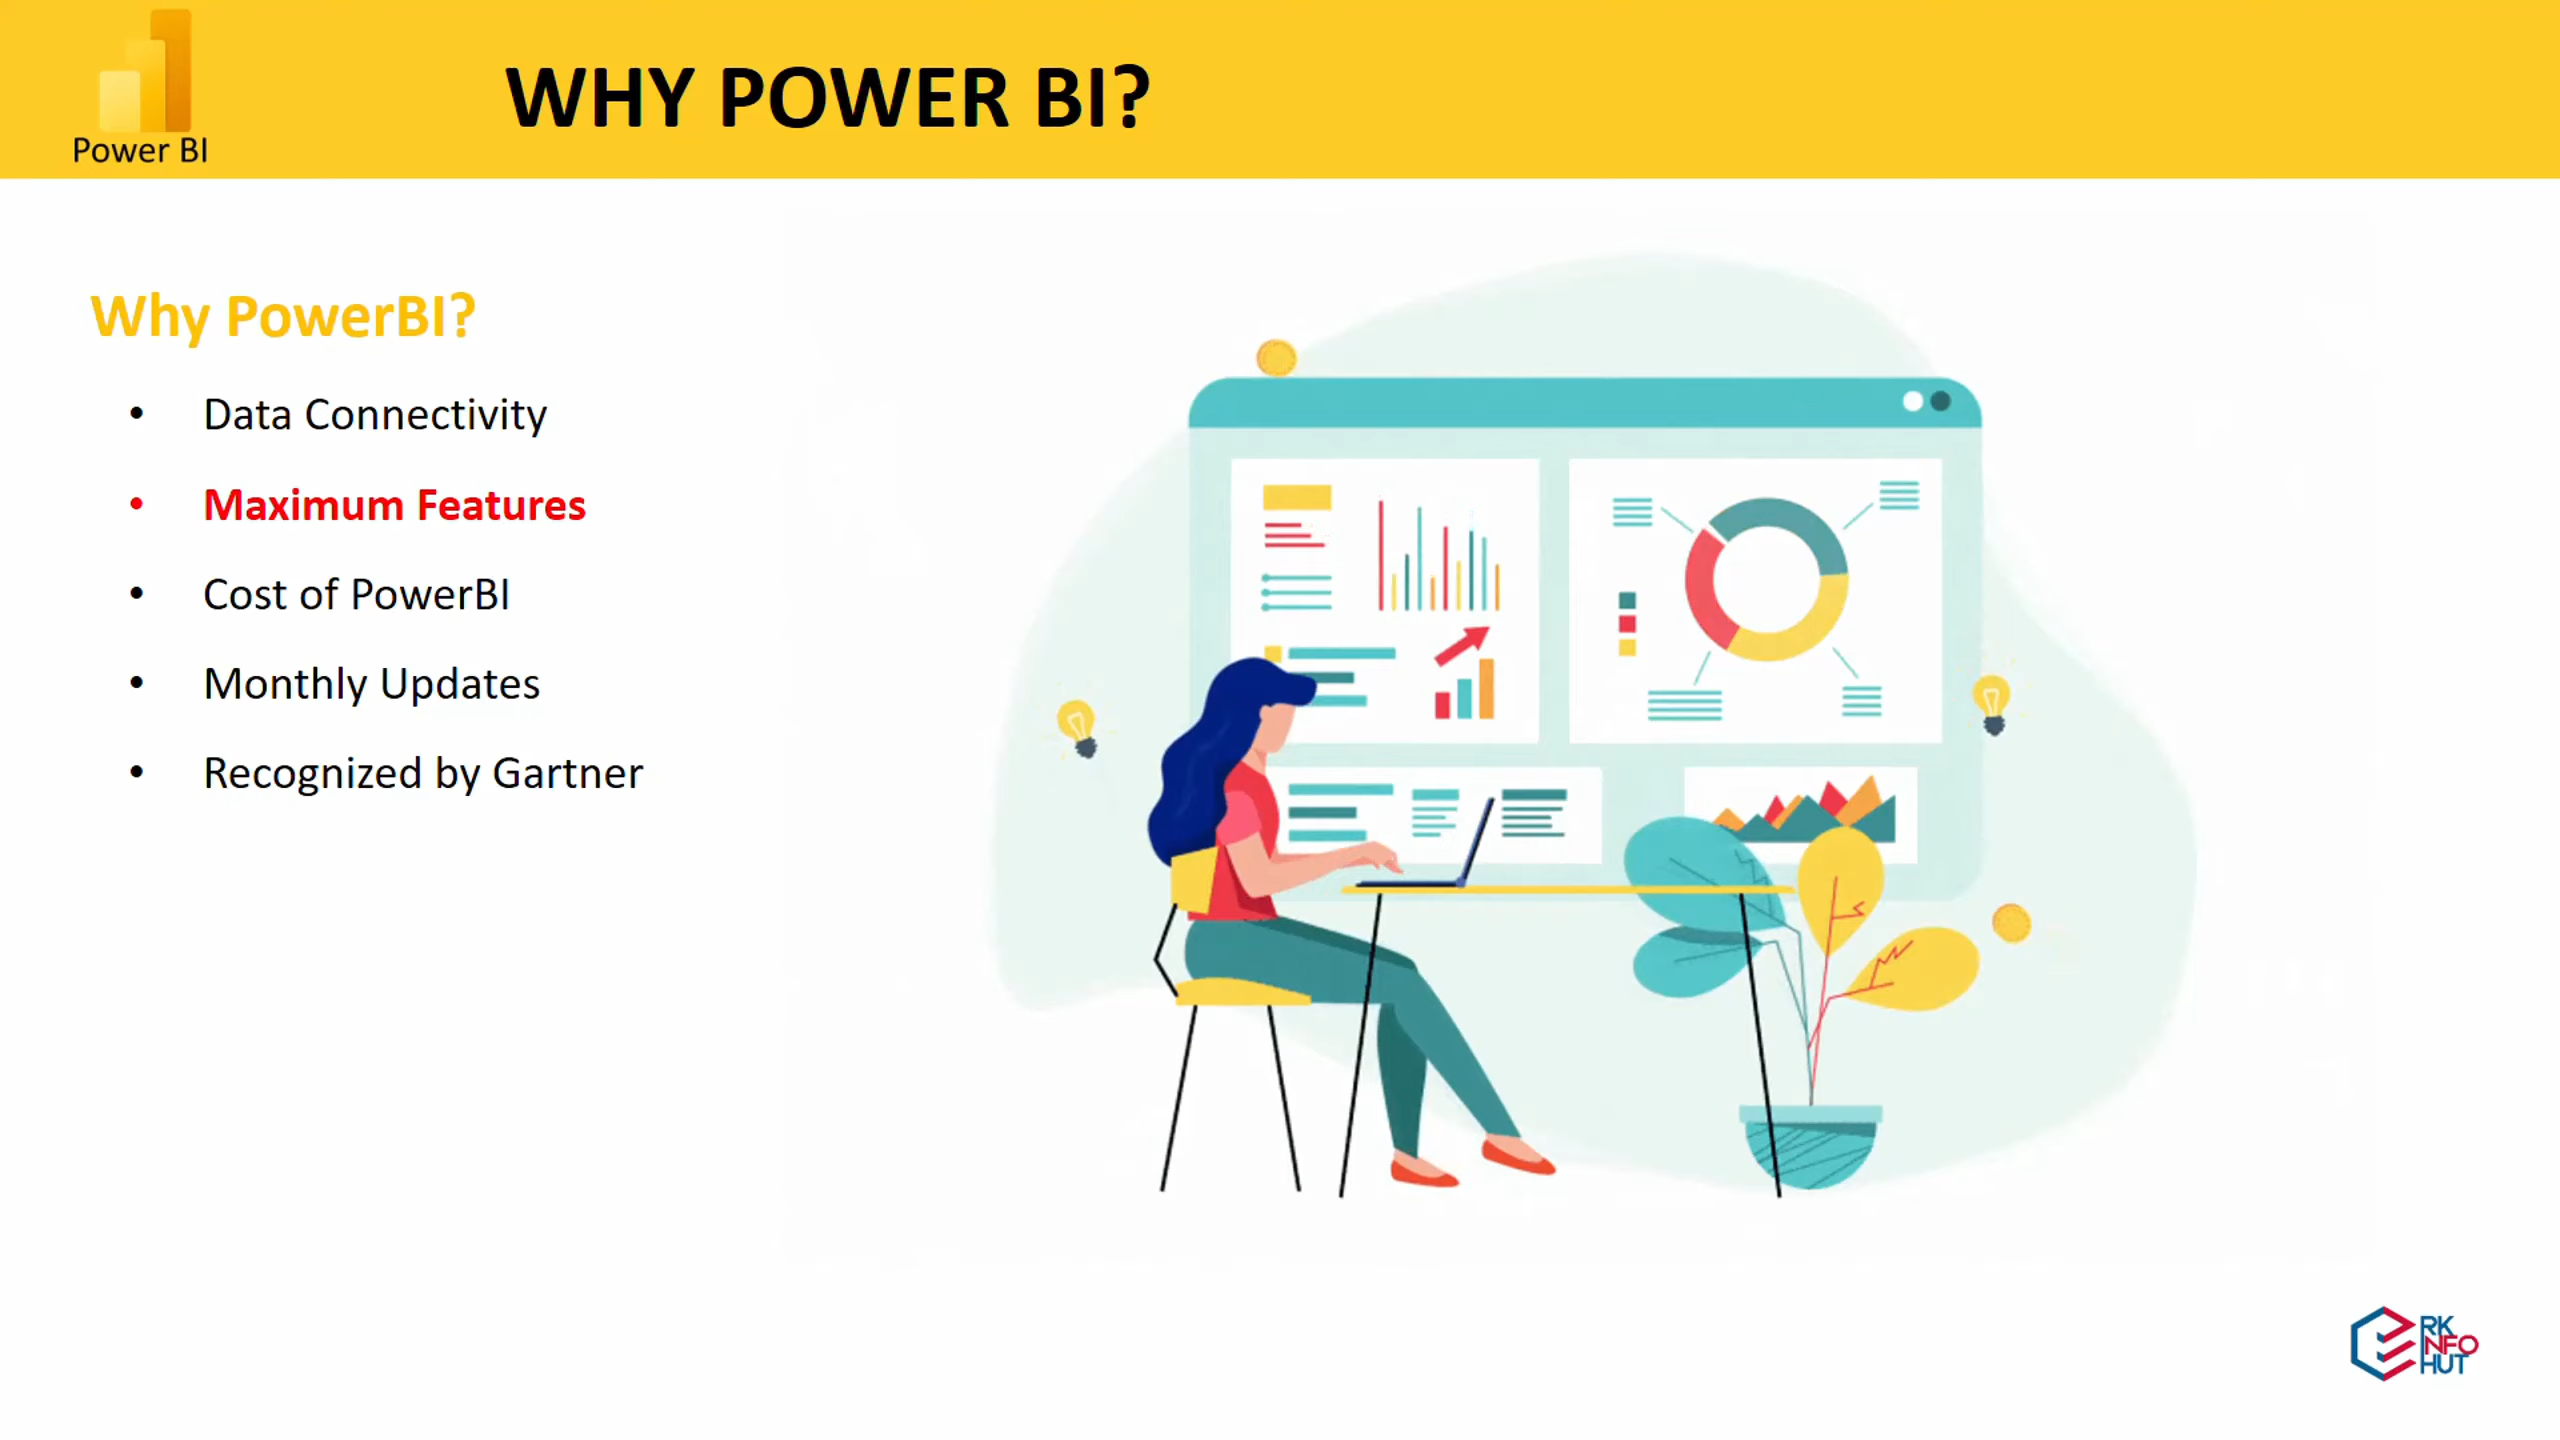 Power BI
WHY POWER BI?
Why PowerBI?
• Data Connectivity
• Maximum Features
• Cost of PowerBI
• Monthly Updates
• Recognized by Gartner
RK
INFO
HUT